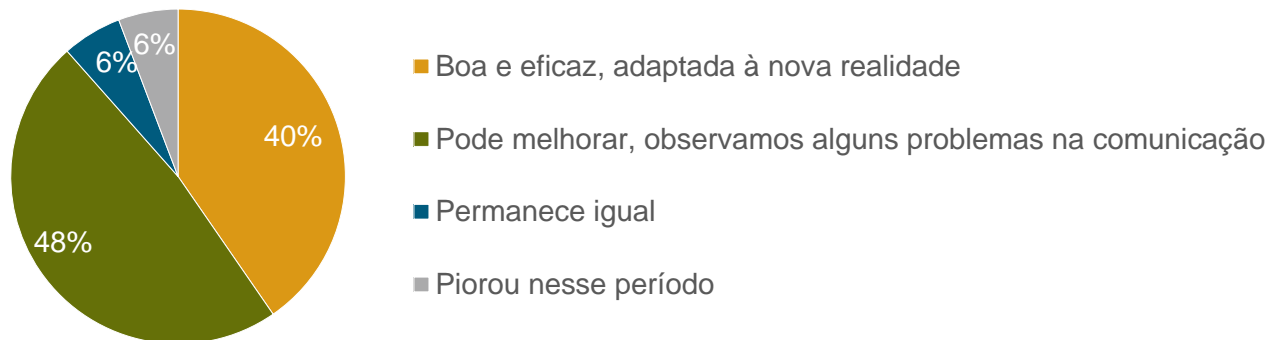 6%
6%
40%
48%
Boa e eficaz, adaptada à nova realidade
Pode melhorar, observamos alguns problemas na comunicação
Permanece igual
Piorou nesse período